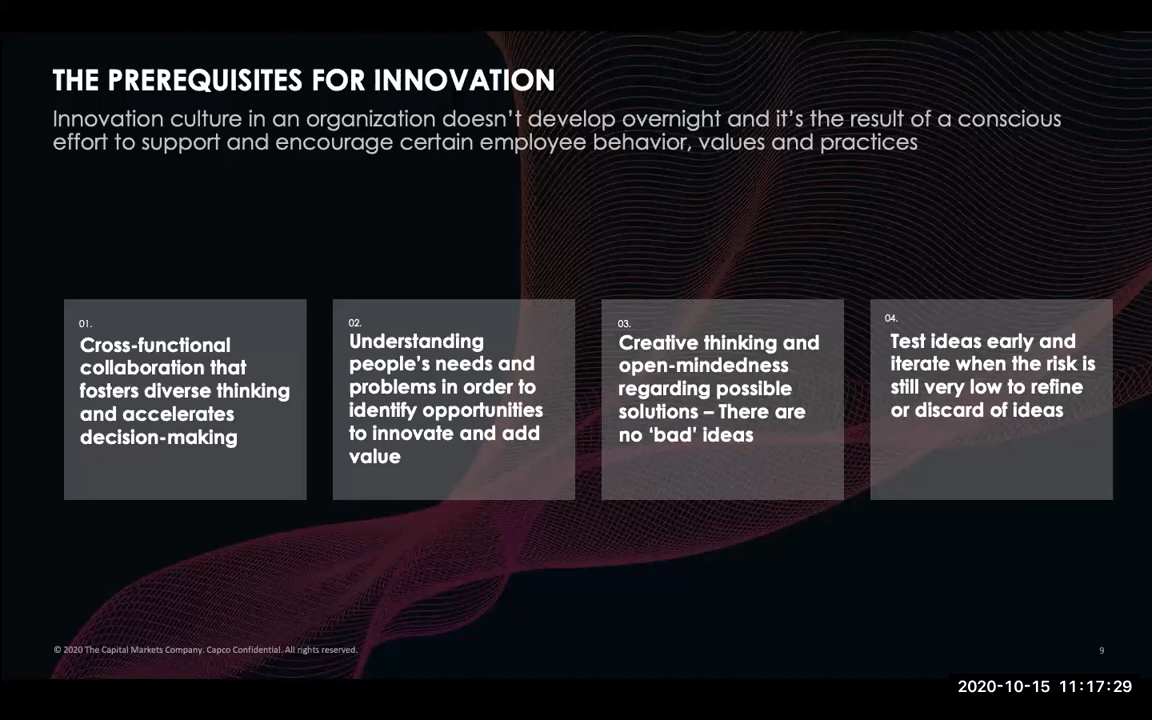 THE PREREQUISITES FOR INNOVATION
Innovation culture in an organization doesn’t develop overnight and it’s the result of a conscious
effort to support and encourage certain employee behavior, values and practices
01.
Cross-functional
collaboration that
fosters diverse thinking
and accelerates
decision-making
02.
Understanding
people’s needs and
problems in order to
identify opportunities
to innovate and add
value
03.
Creative thinking and
open-mindedness
regarding possible
solutions – There are
no ‘bad’ ideas
04.
Test ideas early and
iterate when the risk is
still very low to refine
or discard of ideas
© 2020 The Capital Markets Company. Capco Confidential. All rights reserved.
9
2020-10-15 11:17:29